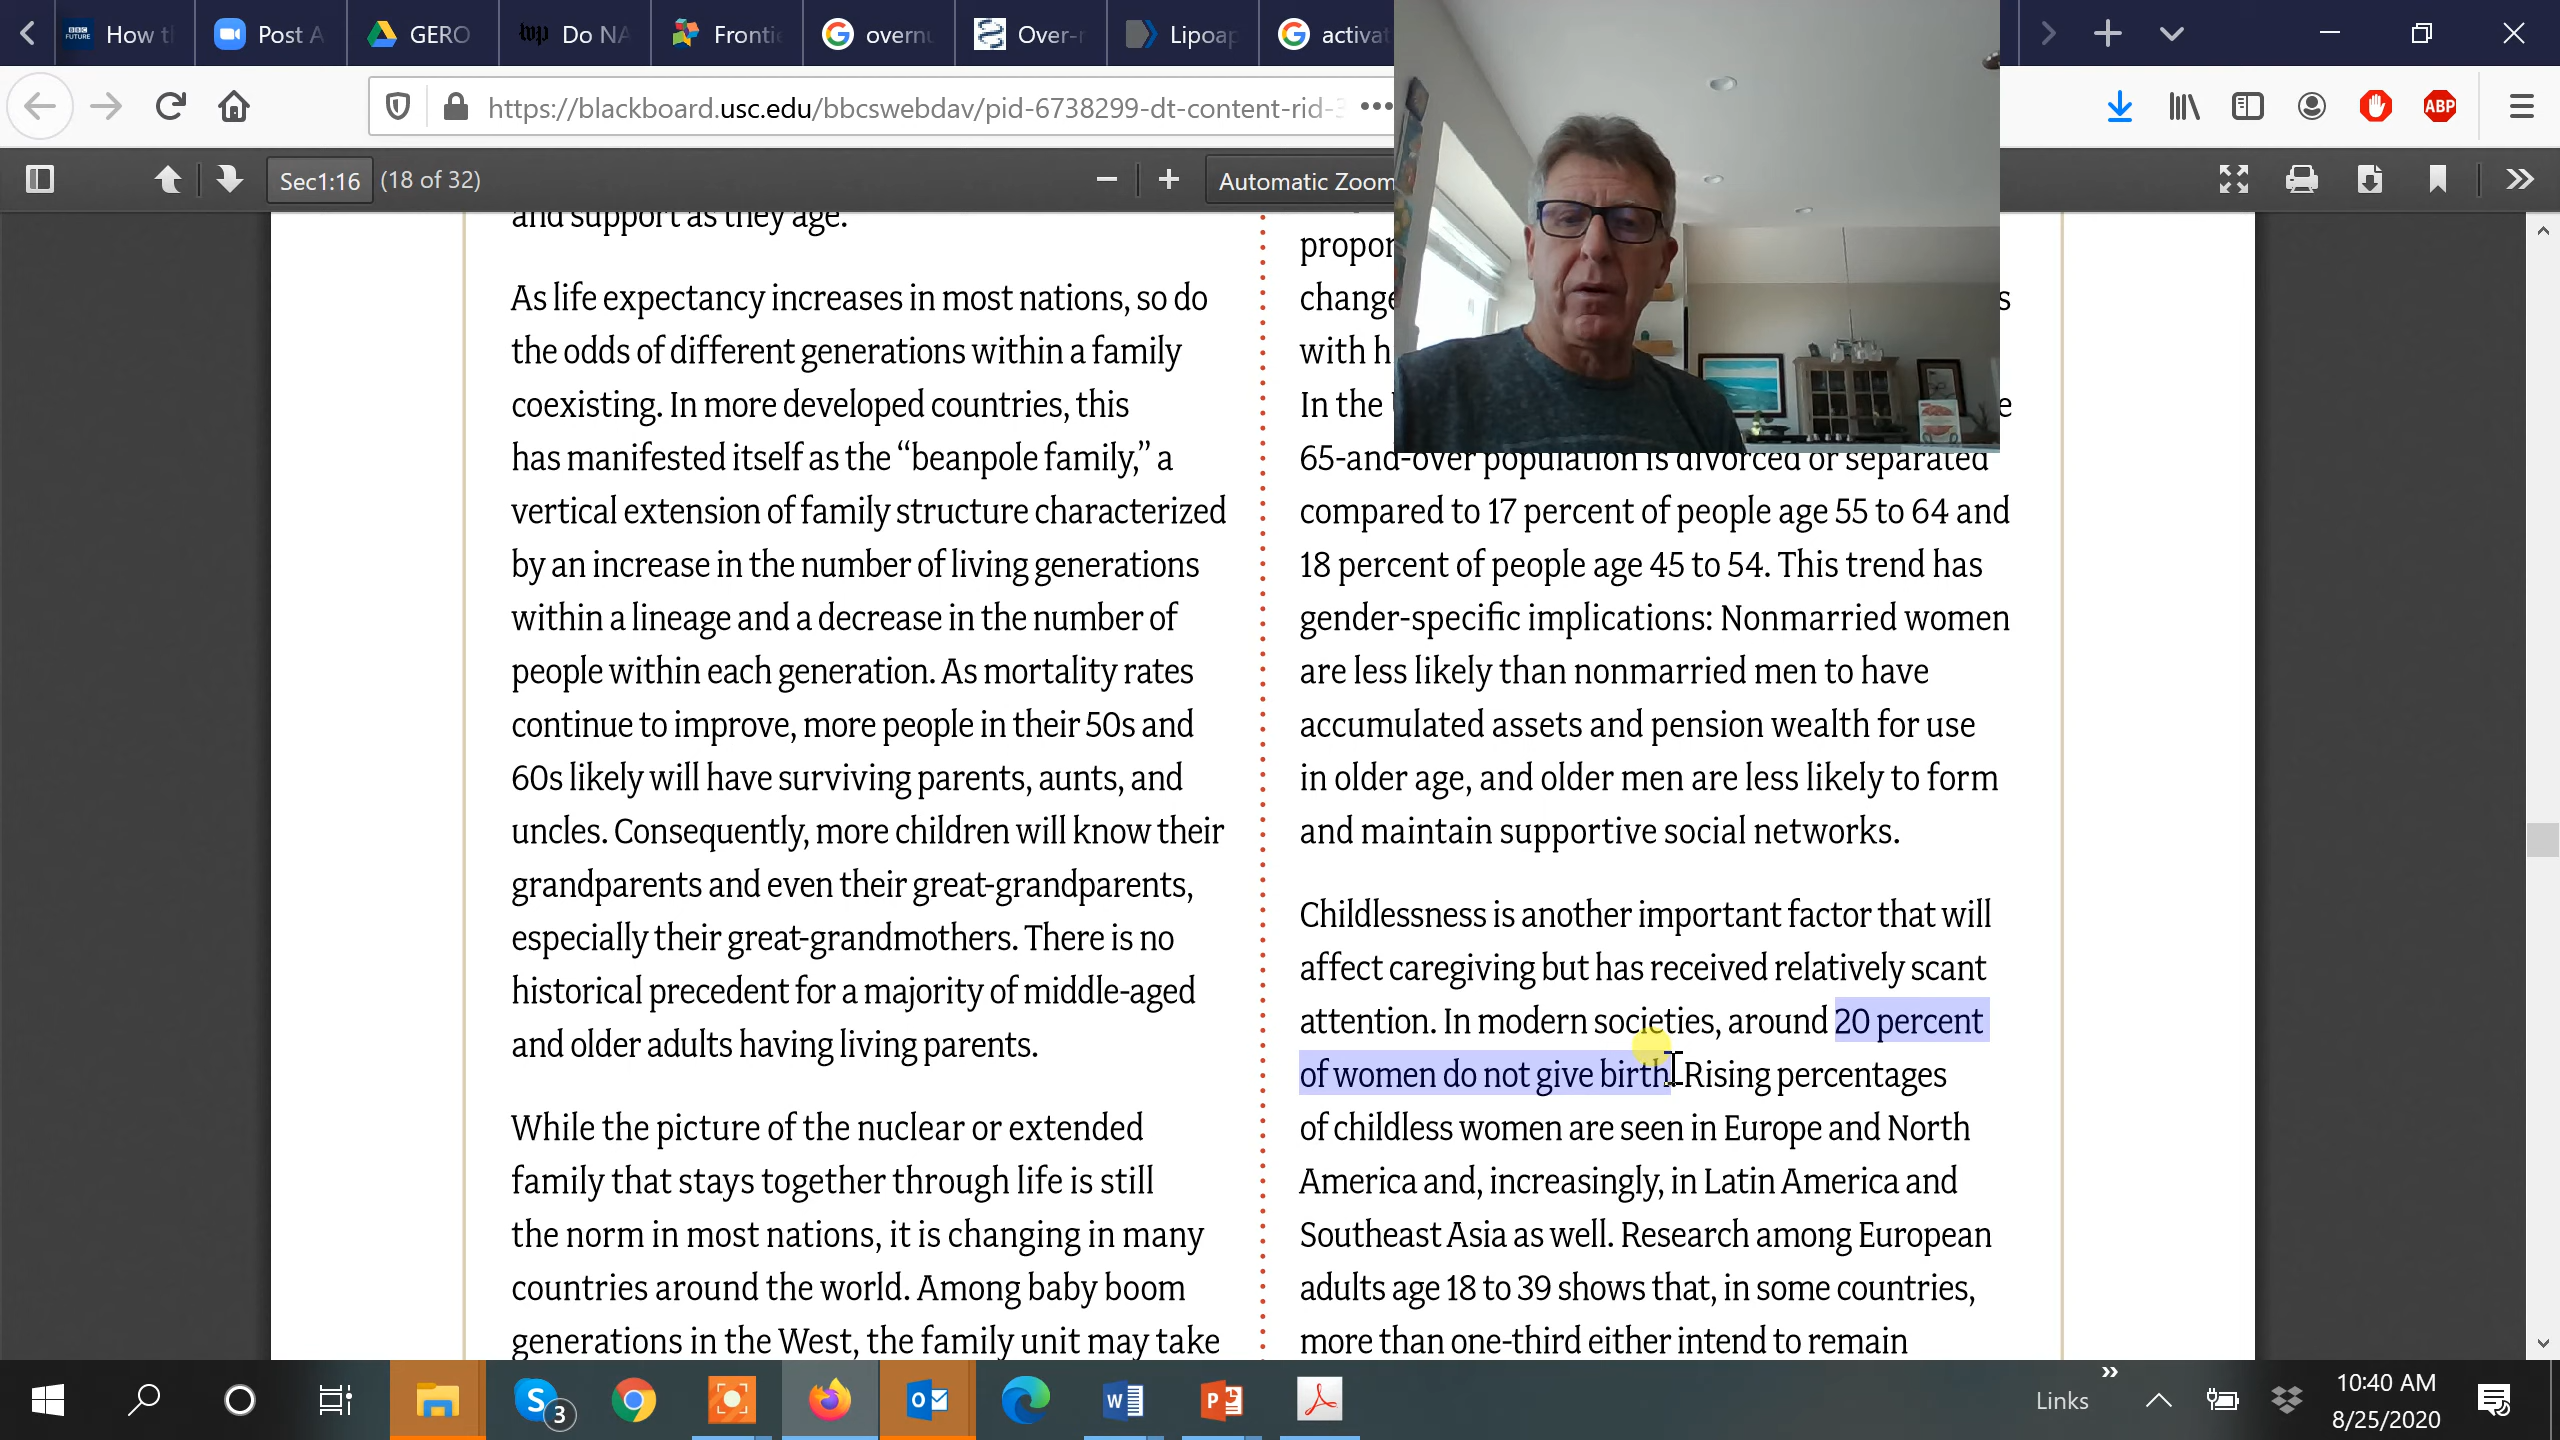 How t
Post A
GERO
Do NA
Fronti
overnu
Over-r
Lipoap
activat
https://blackboard.usc.edu/bbcswebdav/pid-6738299-dt-content-rid-3
ABP
Sec1:16 (18 of 32)
Automatic Zoom
and support as they age.
As life expectancy increases in most nations, so do
the odds of different generations within a family
coexisting. In more developed countries, this
has manifested itself as the “beanpole family,” a
vertical extension of family structure characterized
by an increase in the number of living generations
within a lineage and a decrease in the number of
people within each generation. As mortality rates
continue to improve, more people in their 50s and
60s likely will have surviving parents, aunts, and
uncles. Consequently, more children will know their
grandparents and even their great-grandparents,
especially their great-grandmothers. There is no
historical precedent for a majority of middle-aged
and older adults having living parents.
While the picture of the nuclear or extended
family that stays together through life is still
the norm in most nations, it is changing in many
countries around the world. Among baby boom
generations in the West, the family unit may take
propor
change s
with h
In the e
65-and-over population is divorced or separated
compared to 17 percent of people age 55 to 64 and
18 percent of people age 45 to 54. This trend has
gender-specific implications: Nonmarried women
are less likely than nonmarried men to have
accumulated assets and pension wealth for use
in older age, and older men are less likely to form
and maintain supportive social networks.
Childlessness is another important factor that will
affect caregiving but has received relatively scant
attention. In modern societies, around 20 percent
of women do not give birth. Rising percentages
of childless women are seen in Europe and North
America and, increasingly, in Latin America and
Southeast Asia as well. Research among European
adults age 18 to 39 shows that, in some countries,
more than one-third either intend to remain
3
Links
10:40 AM
8/25/2020